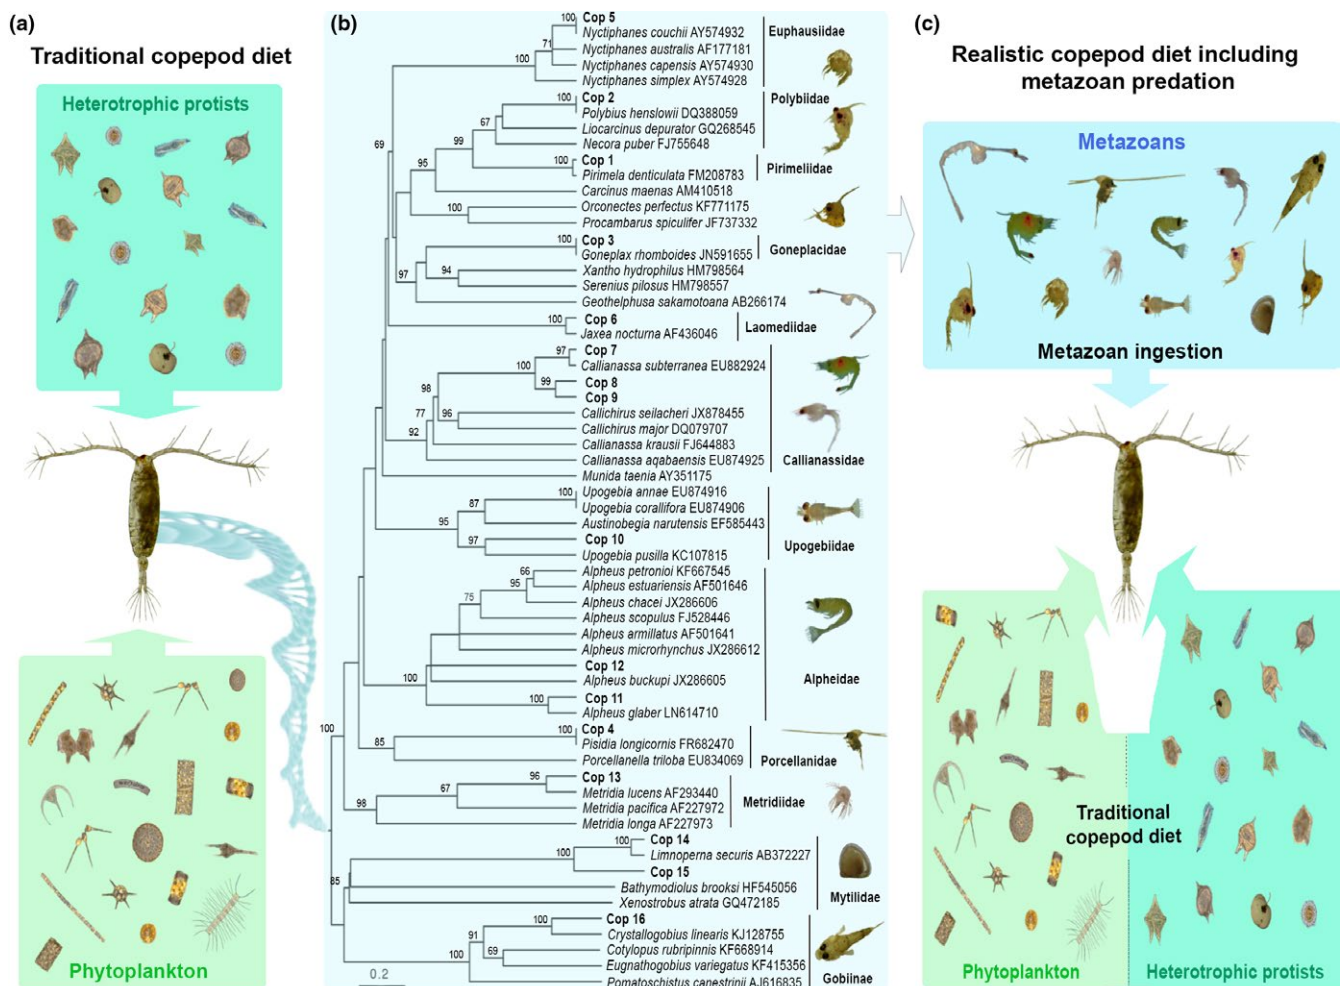 (a)
Traditional copepod diet
Heterotrophic protists
Phytoplankton
(b)
Cop 5
Nyctiphanes couchii AY574932
Nyctiphanes australis AF177181
Nyctiphanes capensis AY574930
Nyctiphanes simplex AY574928
Cop 2
Polybius henslowii DQ388059
Liocarcinus depurator GQ268545
Necora puber FJ755648
Cop 1
Pirimela denticulata FM208783
Carcinus maenas AM410518
Orconectes perfectus KF771175
Procambarus spiculifer JF737332
Cop 3
Goneplax rhomboides JN591655
Xantho hydrophilus HM798564
Serenius pilosus HM798557
Geothelphusa sakamotoana AB266174
Cop 6
Jaxea nocturna AF436046
Cop 7
Callianassa subterranea EU882924
Cop 8
Cop 9
Callichirus seilacheri JX878455
Callichirus major DQ079707
Callianassa krausii FJ644883
Callianassa aqabaensis EU874925
Munida taenia AY351175
Upogebia annae EU874916
Upogebia corallifora EU874906
Austinobegia narutensis EF585443
Cop 10
Upogebia pusilla KC107815
Alpheus petronioi KF667545
Alpheus estuariensis AF501646
Alpheus chacei JX286606
Alpheus scopulus FJ528446
Alpheus armillatus AF501641
Alpheus microrhynchus JX286612
Cop 12
Alpheus buckupi JX286605
Cop 11
Alpheus glaber LN614710
Cop 4
Pisidia longicornis FR682470
Porcellanella triloba EU834069
Cop 13
Metridia lucens AF293440
Metridia pacifica AF227972
Metridia longa AF227973
Cop 14
Limnoperna securis AB372227
Cop 15
Bathymodiolus brooksi HF545056
Xenostrobus atrata GQ472185
Cop 16
Crystallogobius linearis KJ128755
Cotylopus rubripinnis KF668914
Eugnathogobius variegatus KF415356
Pomatoschistus canestrinii AJ616835
Euphausiidae
Polybiidae
Pirimeliidae
Goneplacidae
Laomediidae
Callianassidae
Upogebiidae
Alpheidae
Porcellanidae
Metridiidae
Mytilidae
Gobiinae
100
71
100
100
67
99
100
95
69
100
100
94
97
100
97
100
99
98
77
96
92
100
87
95
97
66
95
75
100
100
100
100
85
96
67
98
100
100
85
100
91
69
100
0.2
(c)
Realistic copepod diet including
metazoan predation
Metazoans
Metazoan ingestion
Traditional
copepod diet
Phytoplankton
Heterotrophic protists